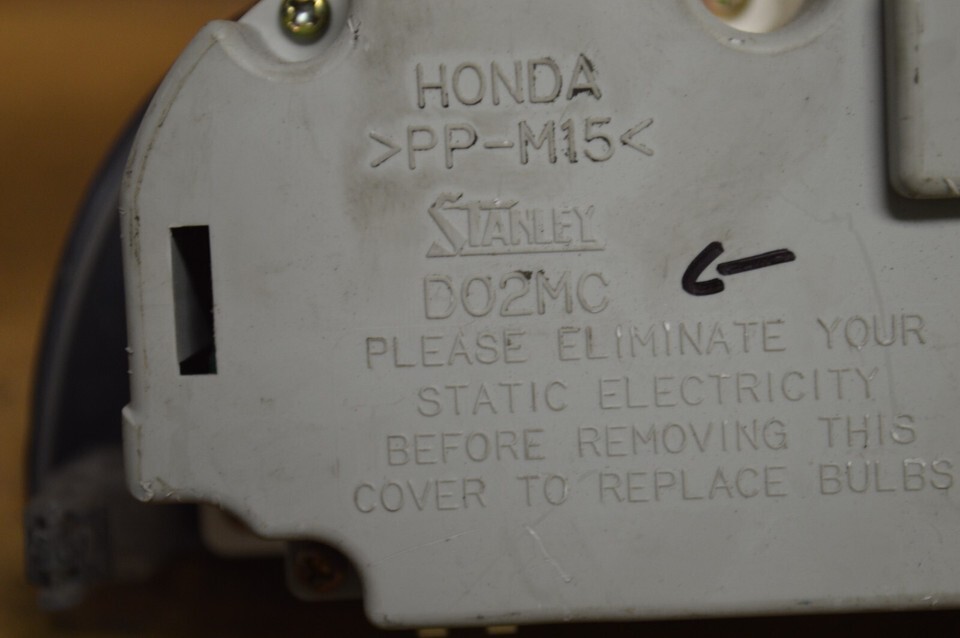 HONDA
>PP-M15<
STANLEY
D02MC
PLEASE ELIMINATE YOUR
STATIC ELECTRICITY
BEFORE REMOVING THIS
COVER TO REPLACE BULBS